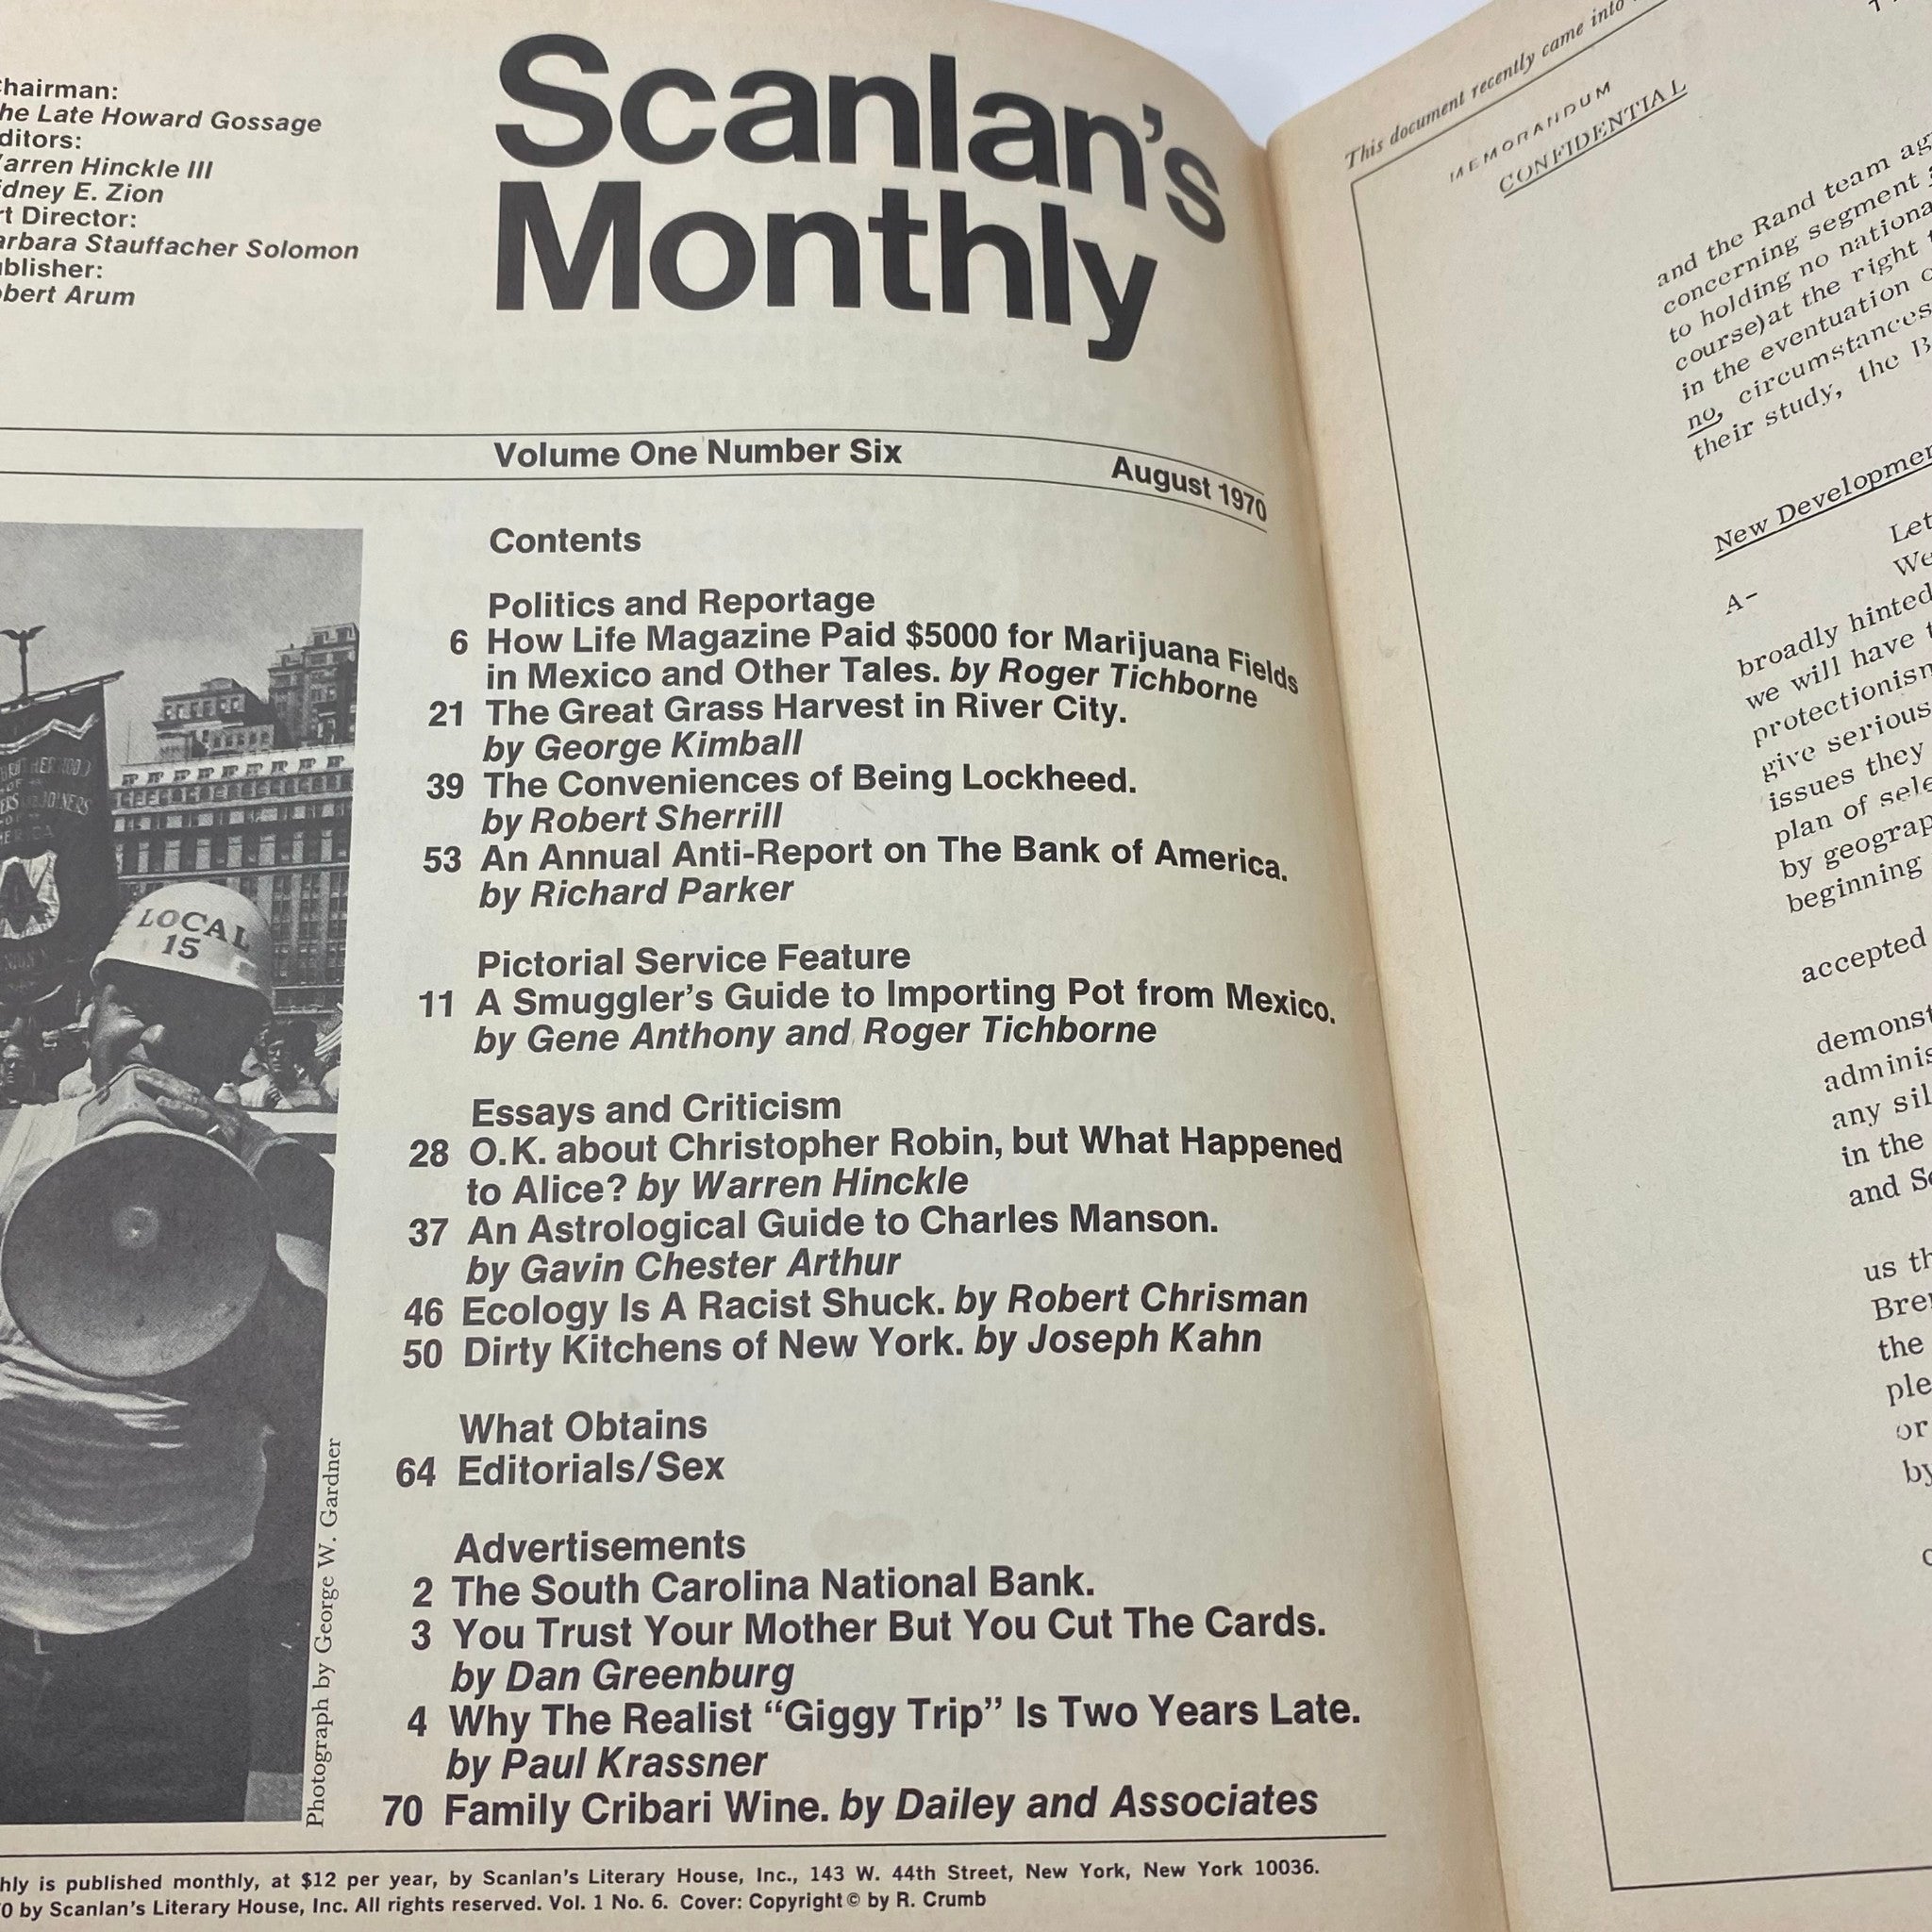 hairman:
he Late Howard Gossage
ditors:
arren Hinckle III
idney E. Zion
rt Director:
arbara Stauffacher Solomon
ublisher:
obert Arum
Scanlan's
Monthly
Volume One Number Six
August 1970
Contents
Politics and Reportage
6 How Life Magazine Paid $5000 for Marijuana Fields
in Mexico and Other Tales. by Roger Tichborne
21 The Great Grass Harvest in River City.
by George Kimball
39 The Conveniences of Being Lockheed.
by Robert Sherrill
53 An Annual Anti-Report on The Bank of America.
by Richard Parker
Pictorial Service Feature
11 A Smuggler's Guide to Importing Pot from Mexico.
by Gene Anthony and Roger Tichborne
Essays and Criticism
28 O.K. about Christopher Robin, but What Happened
to Alice? by Warren Hinckle
37 An Astrological Guide to Charles Manson.
by Gavin Chester Arthur
46 Ecology Is A Racist Shuck. by Robert Chrisman
50 Dirty Kitchens of New York. by Joseph Kahn
What Obtains
64 Editorials/Sex
Advertisements
2 The South Carolina National Bank.
3 You Trust Your Mother But You Cut The Cards.
by Dan Greenburg
4 Why The Realist “Giggy Trip” Is Two Years Late.
by Paul Krassner
70 Family Cribari Wine. by Dailey and Associates
LOCAL
15
Photograph by George W. Gardner
hly is published monthly, at $12 per year, by Scanlan's Literary House, Inc., 143 W. 44th Street, New York, New York 10036.
0 by Scanlan's Literary House, Inc. All rights reserved. Vol. 1 No. 6. Cover: Copyright © by R. Crumb
This document recently came into
MEMORANDUM
CONFIDENTIAL
and the Rand team ag
concerning segment
to holding no nationa
course)at the right
in the eventuation
no, circumstances
their study, the B
New Developmen
Let
We
A-
broadly hinted
we will have t
protectionism
give serious
issues they
plan of sele
by geograp
beginning
accepted
demonst
adminis
any sil
in the
and Se
us th
Bre
the
ple
or
by